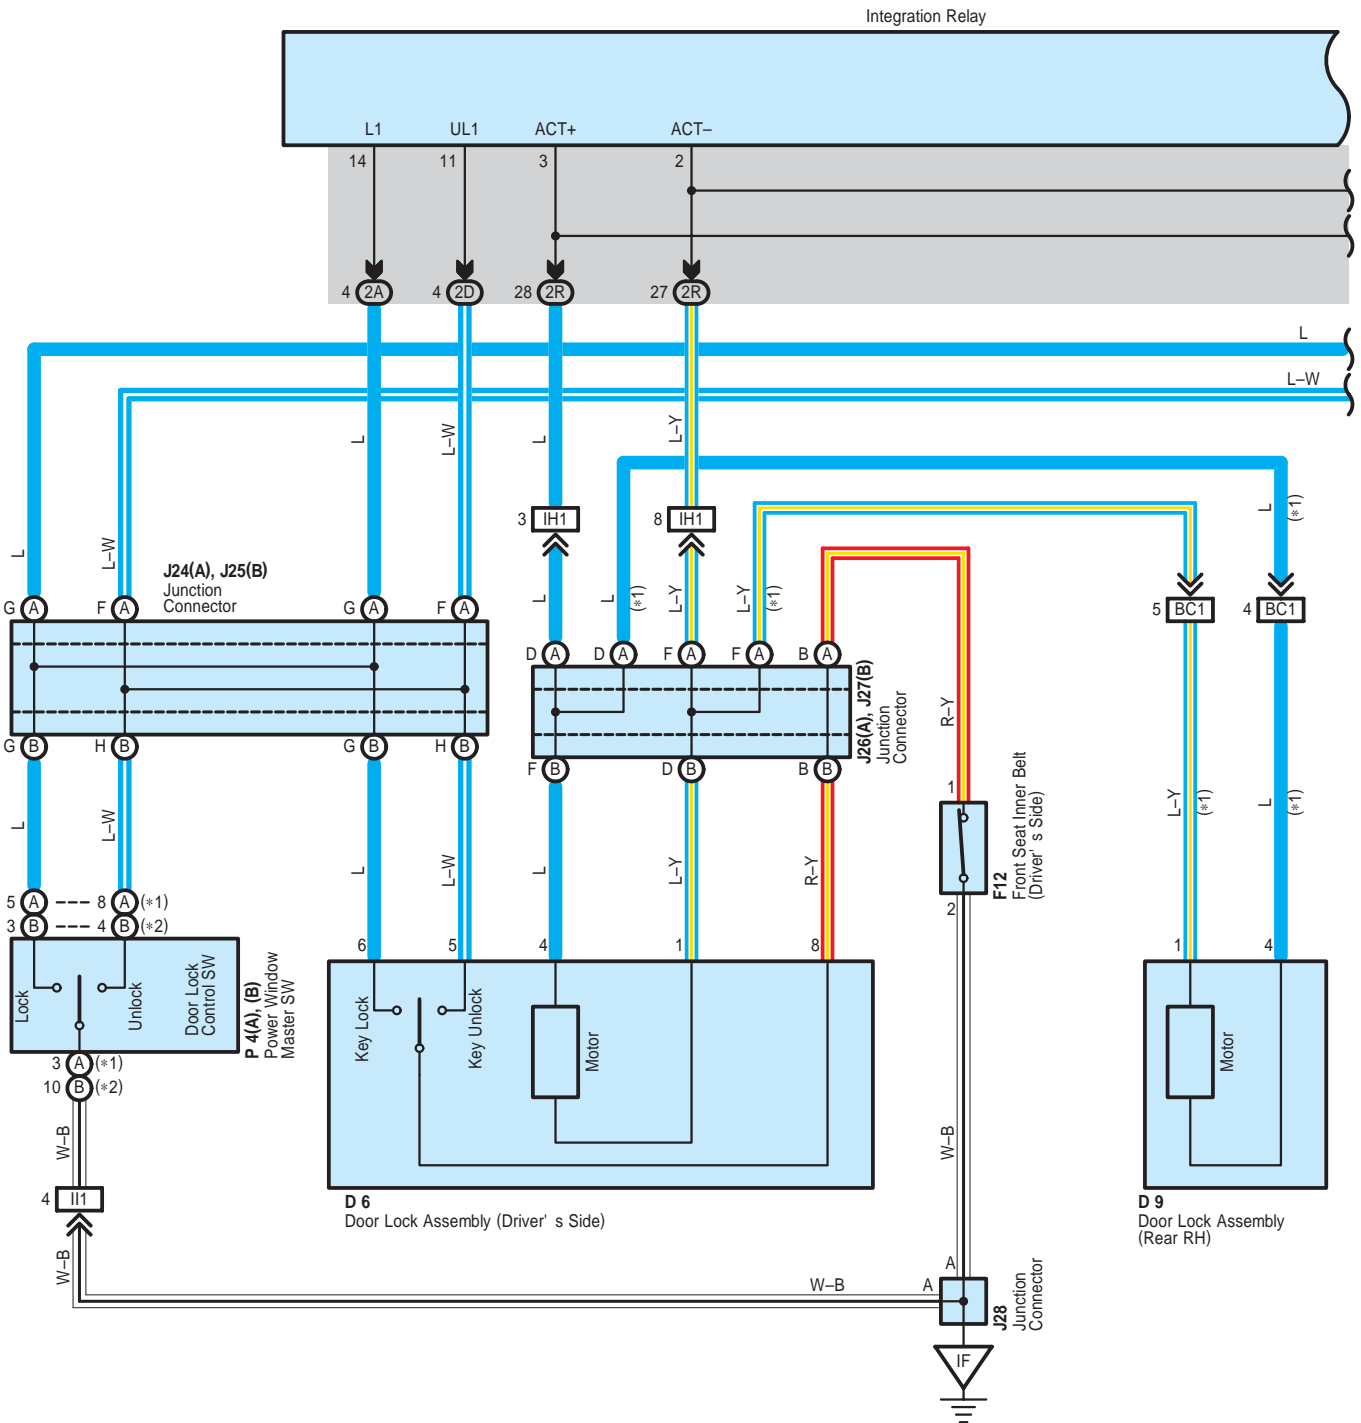 Integration Relay
L1 UL1 ACT+ ACT–
14 11 3 2
4 2A 4 2D 28 2R 27 2R
L
L–W
L L–W L L–Y
3 IH1 8 IH1
L (*1)
L L–W
J24(A), J25(B)
Junction
Connector
L L (*1) L–Y L–Y (*1)
5 BC1 4 BC1
G A F A G A F A
D A D A F A F A B A
J26(A), J27(B)
Junction
Connector
R–Y
G B H B G B H B
F B D B B B
1
F12
Front Seat Inner Belt
(Driver' s Side)
2
L L–W L L–W L L–Y R–Y
L–Y (*1) L (*1)
5 A 8 A (*1)
3 B 4 B (*2)
6 5 4 1 8
1 4
Lock
Unlock
Door Lock
Control SW
P 4(A), (B)
Power Window
Master SW
Key Lock
Key Unlock
Motor
Motor
3 A (*1)
10 B (*2)
W–B
W–B
4 II1
D 6
Door Lock Assembly (Driver' s Side)
D 9
Door Lock Assembly
(Rear RH)
W–B
W–B
A
A
J28
Junction
Connector
IF